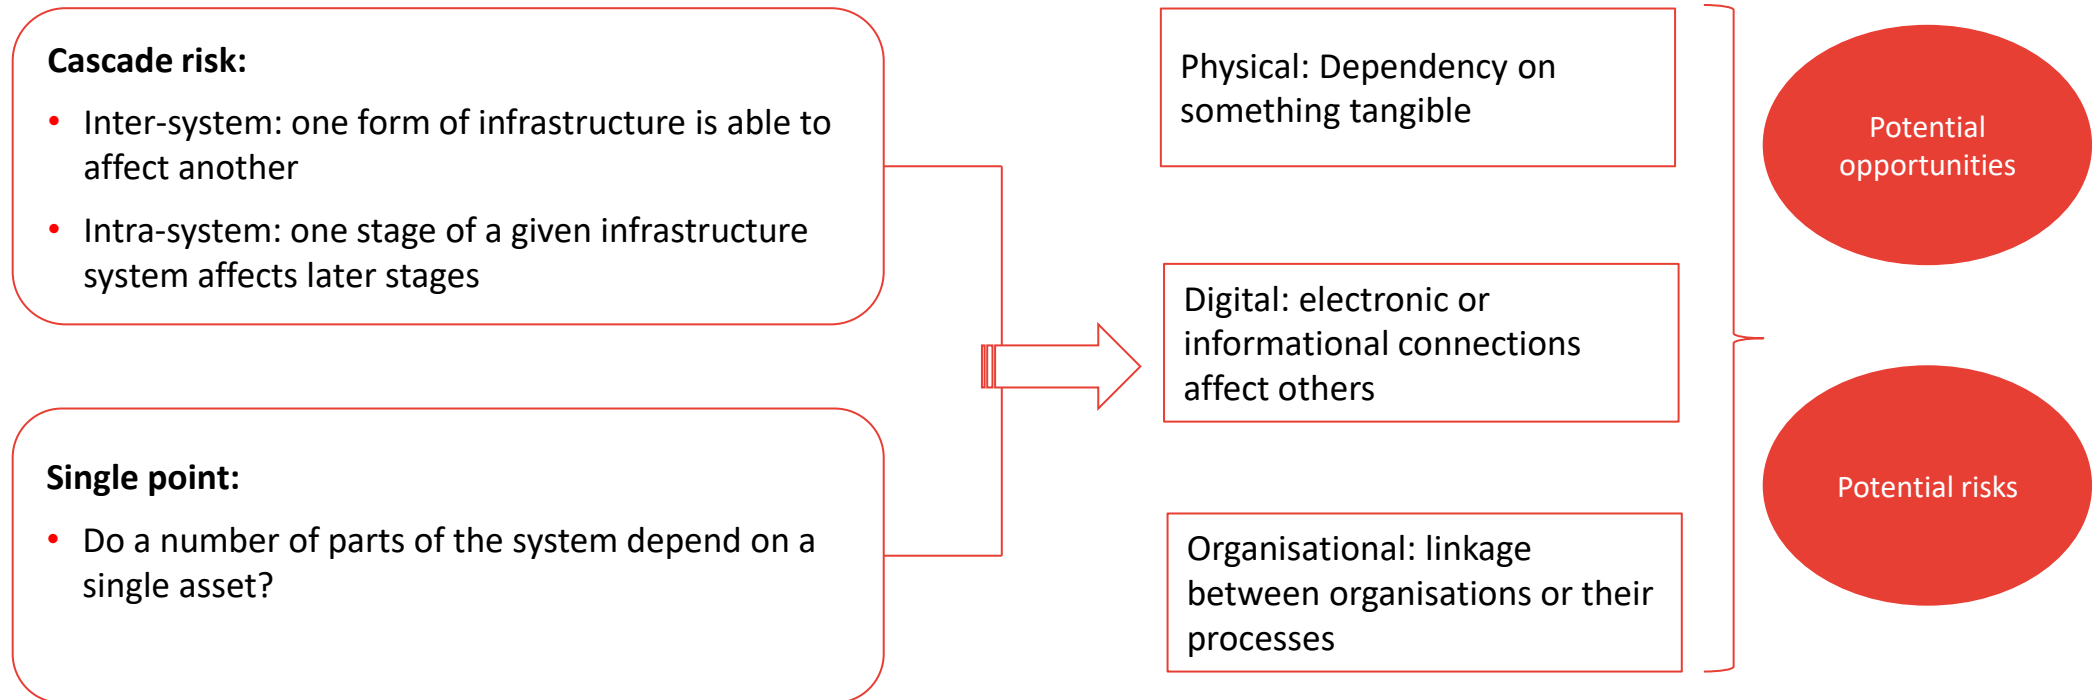 Cascade risk:
• Inter-system: one form of infrastructure is able to
affect another
• Intra-system: one stage of a given infrastructure
system affects later stages
Single point:
• Do a number of parts of the system depend on a
single asset?
Physical: Dependency on
something tangible
Digital: electronic or
informational connections
affect others
Organisational: linkage
between organisations or their
processes
Potential
opportunities
Potential risks